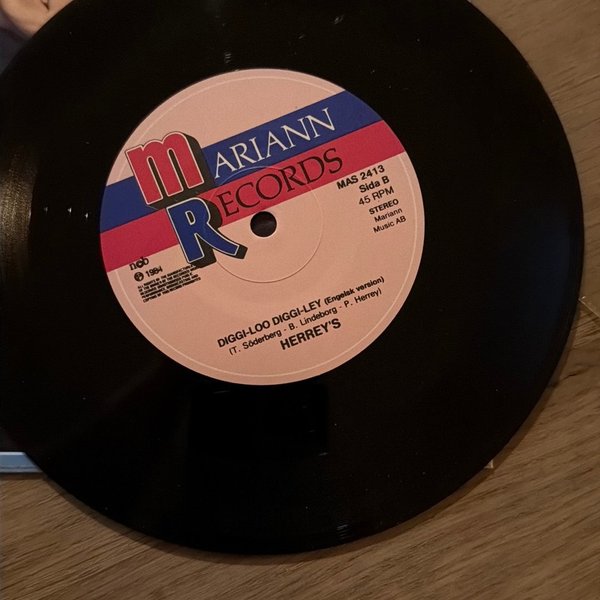 MARIANN
RECORDS
MAS 2413
Sida B
45 RPM
STEREO
Mariann
Music AB
ncb
℗ 1984
DIGGI-LOO DIGGI-LEY (Engelsk version)
(T. Söderberg - B. Lindeborg - P. Herrey)
HERREY'S